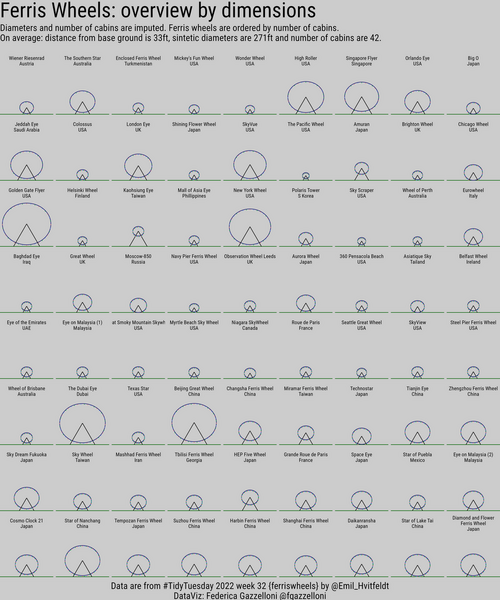 Ferris Wheels: overview by dimensions
Diameters and number of cabins are imputed. Ferris wheels are ordered by number of cabins.
On average: distance from base ground is 33ft, sintetic diameters are 271ft and number of cabins are 42.
Wiener Riesenrad
Austria
The Southern Star
Australia
Enclosed Ferris Wheel
Turkmenistan
Mickey's Fun Wheel
USA
Wonder Wheel
USA
High Roller
USA
Singapore Flyer
Singapore
Orlando Eye
USA
Big O
Japan
Jeddah Eye
Saudi Arabia
Colossus
USA
London Eye
UK
Shining Flower Wheel
Japan
SkyVue
USA
The Pacific Wheel
USA
Amuran
Japan
Brighton Wheel
UK
Chicago Wheel
USA
Golden Gate Flyer
USA
Helsinki Wheel
Finland
Kaohsiung Eye
Taiwan
Mall of Asia Eye
Phillippines
New York Wheel
USA
Polaris Tower
S Korea
Sky Scraper
USA
Wheel of Perth
Australia
Eurowheel
Italy
Baghdad Eye
Iraq
Great Wheel
UK
Moscow-850
Russia
Navy Pier Ferris Wheel
USA
Observation Wheel Leeds
UK
Aurora Wheel
Japan
360 Pensacola Beach
USA
Asiatique Sky
Tailand
Belfast Wheel
Ireland
Eye of the Emirates
UAE
Eye on Malaysia (1)
Malaysia
at Smoky Mountain Skywh
USA
Myrtle Beach Sky Wheel
USA
Niagara SkyWheel
Canada
Roue de Paris
France
Seattle Great Wheel
USA
SkyView
USA
Steel Pier Ferris Wheel
USA
Wheel of Brisbane
Australia
The Dubai Eye
Dubai
Texas Star
USA
Beijing Great Wheel
China
Changsha Ferris Wheel
China
Miramar Ferris Wheel
Taiwan
Technostar
Japan
Tianjin Eye
China
Zhengzhou Ferris Wheel
China
Sky Dream Fukuoka
Japan
Sky Wheel
Taiwan
Mashhad Ferris Wheel
Iran
Tbilisi Ferris Wheel
Georgia
HEP Five Wheel
Japan
Grande Roue de Paris
France
Space Eye
Japan
Star of Puebla
Mexico
Eye on Malaysia (2)
Malaysia
Cosmo Clock 21
Japan
Star of Nanchang
China
Tempozan Ferris Wheel
Japan
Suzhou Ferris Wheel
China
Harbin Ferris Wheel
China
Shanghai Ferris Wheel
China
Daikanransha
Japan
Star of Lake Tai
China
Diamond and Flower
Ferris Wheel
Japan
Data are from #TidyTuesday 2022 week 32 {ferriswheels} by @Emil_Hvitfeldt
DataViz: Federica Gazzelloni @fgazzelloni